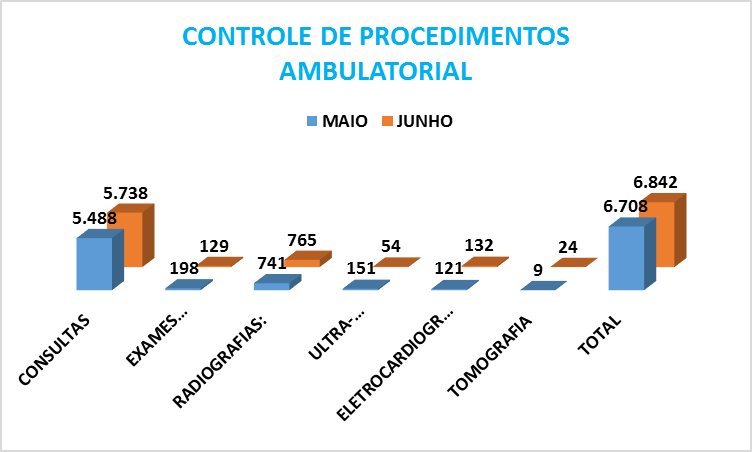 CONTROLE DE PROCEDIMENTOS
AMBULATORIAL
MAIO JUNHO
5.488 5.738
198 129
741 765
151 54
121 132
9 24
6.708 6.842
CONSULTAS
EXAMES...
RADIOGRAFIAS:
ULTRA-...
ELETROCARDIOGR...
TOMOGRAFIA
TOTAL